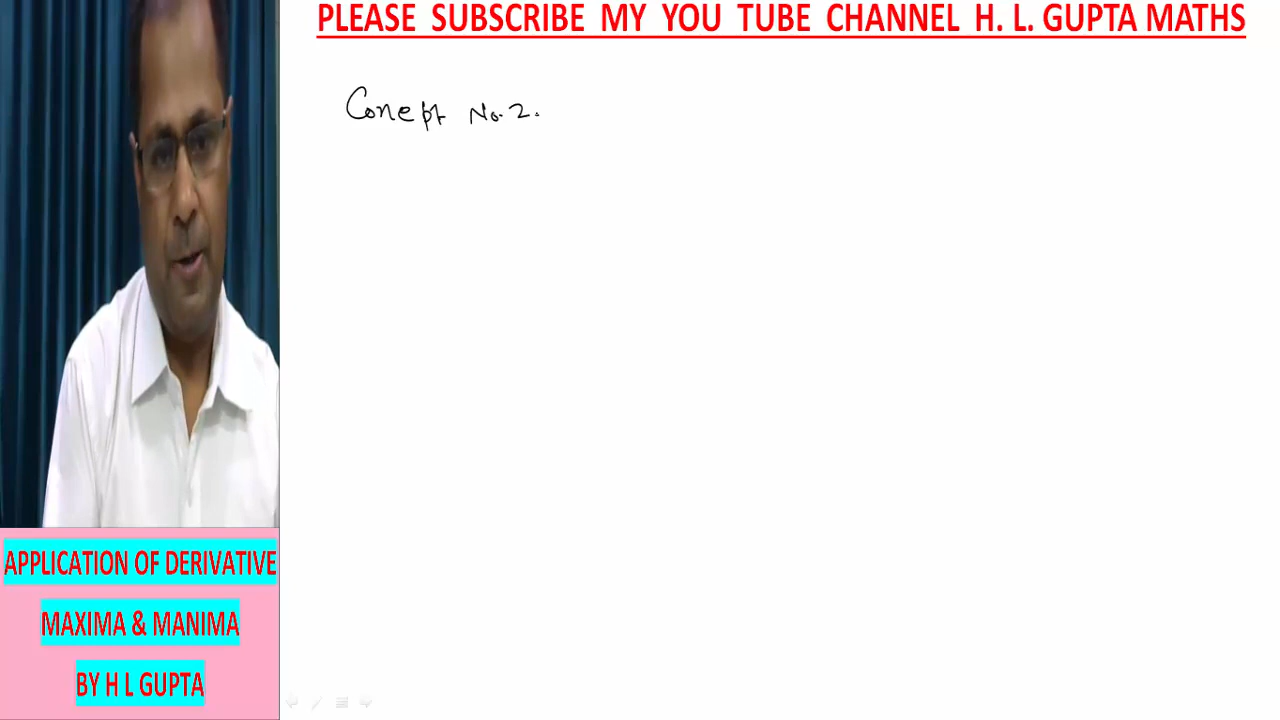 PLEASE SUBSCRIBE MY YOU TUBE CHANNEL H. L. GUPTA MATHS
Conept No. 2.
APPLICATION OF DERIVATIVE
MAXIMA & MANIMA
BY H L GUPTA